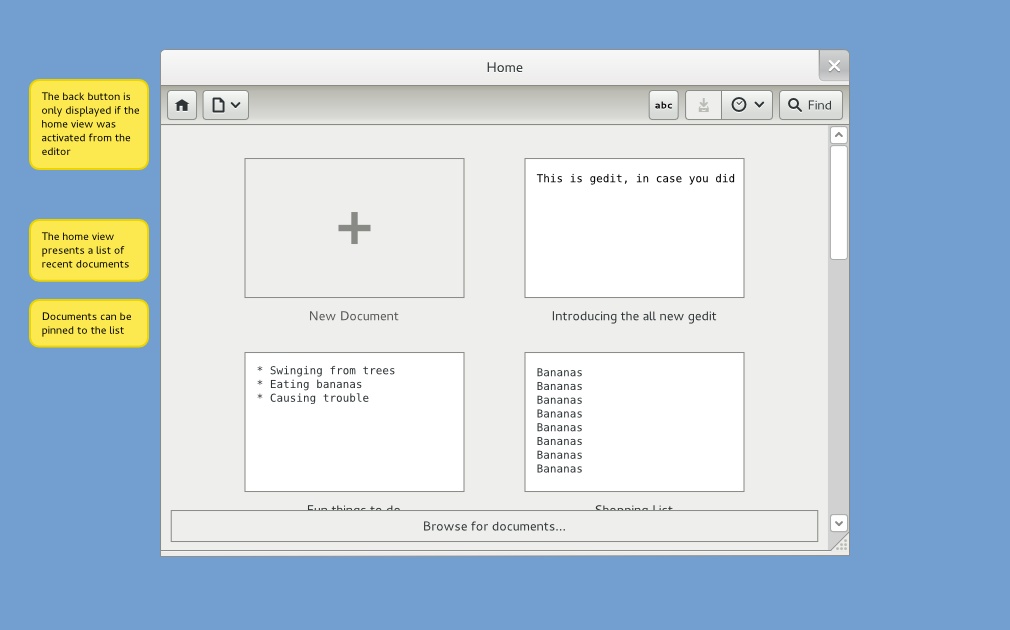 Home
abc
Find
The back button is
only displayed if the
home view was
activated from the
editor
The home view
presents a list of
recent documents
Documents can be
pinned to the list
This is gedit, in case you did
New Document
Introducing the all new gedit
* Swinging from trees
* Eating bananas
* Causing trouble
Bananas
Bananas
Bananas
Bananas
Bananas
Bananas
Bananas
Bananas
Fun things to do
Shopping List
Browse for documents...